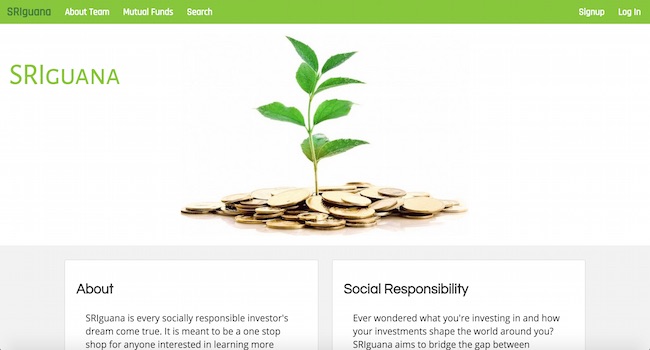 SRIguana About Team Mutual Funds Search Signup Log In
SRIGUANA
About
SRIguana is every socially responsible investor's
dream come true. It is meant to be a one stop
shop for anyone interested in learning more
Social Responsibility
Ever wondered what you're investing in and how
your investments shape the world around you?
SRIguana aims to bridge the gap between